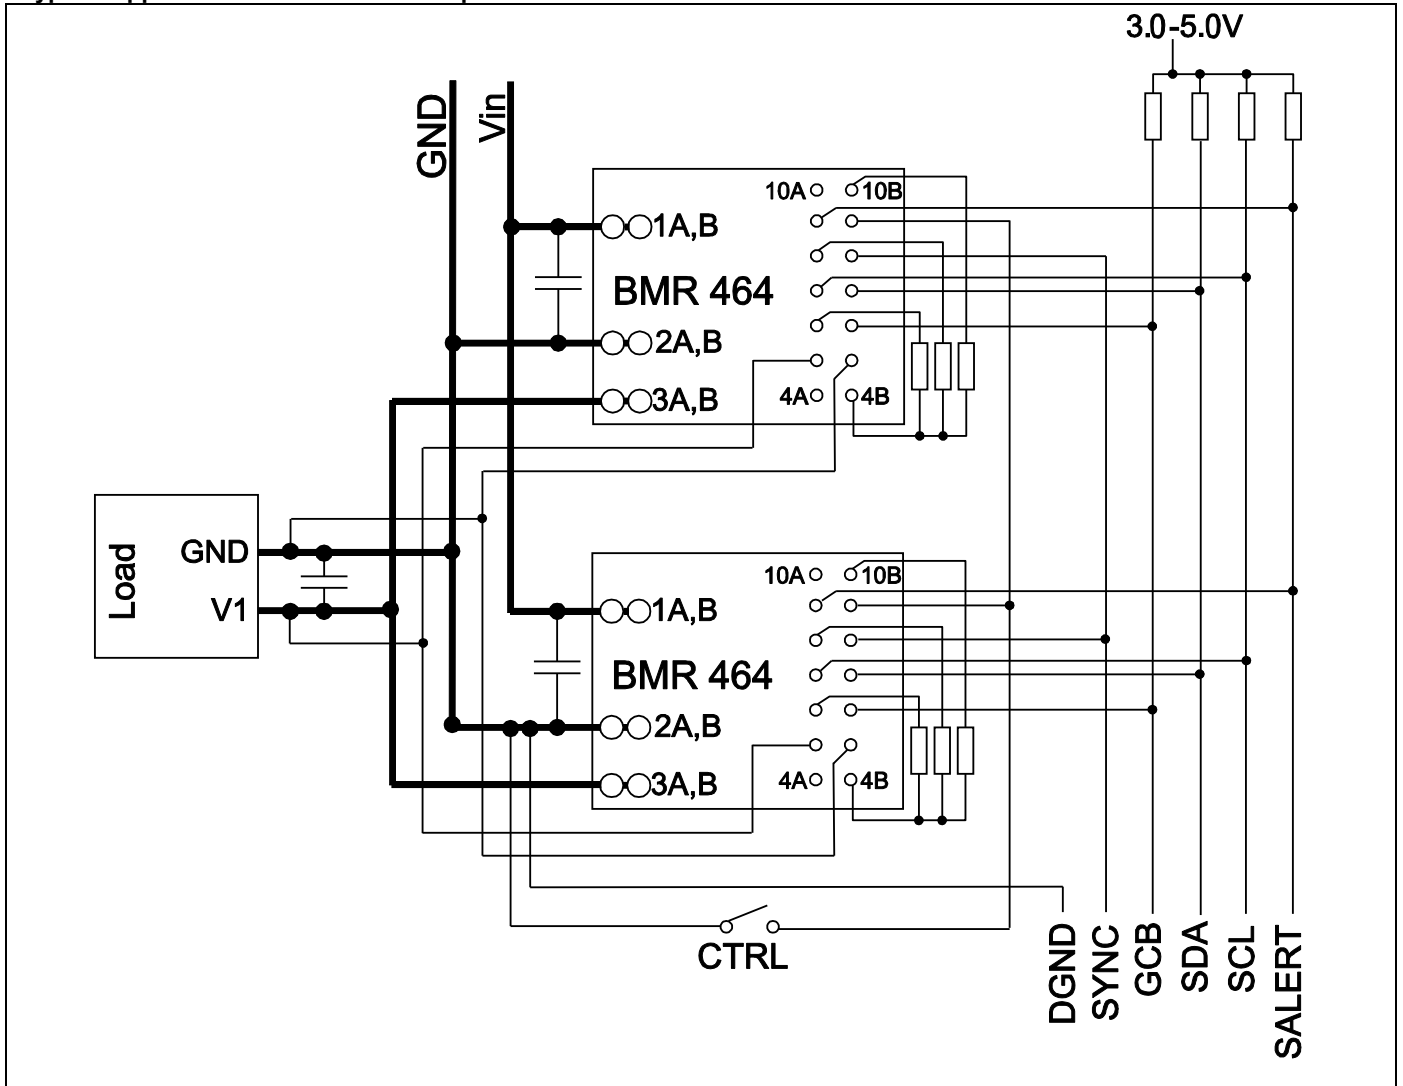 3.0-5.0V
GND
Vin
10A
10B
1A,B
BMR 464
2A,B
3A,B
4A
4B
Load
GND
V1
10A
10B
1A,B
BMR 464
2A,B
3A,B
4A
4B
CTRL
DGND
SYNC
GCB
SDA
SCL
SALERT